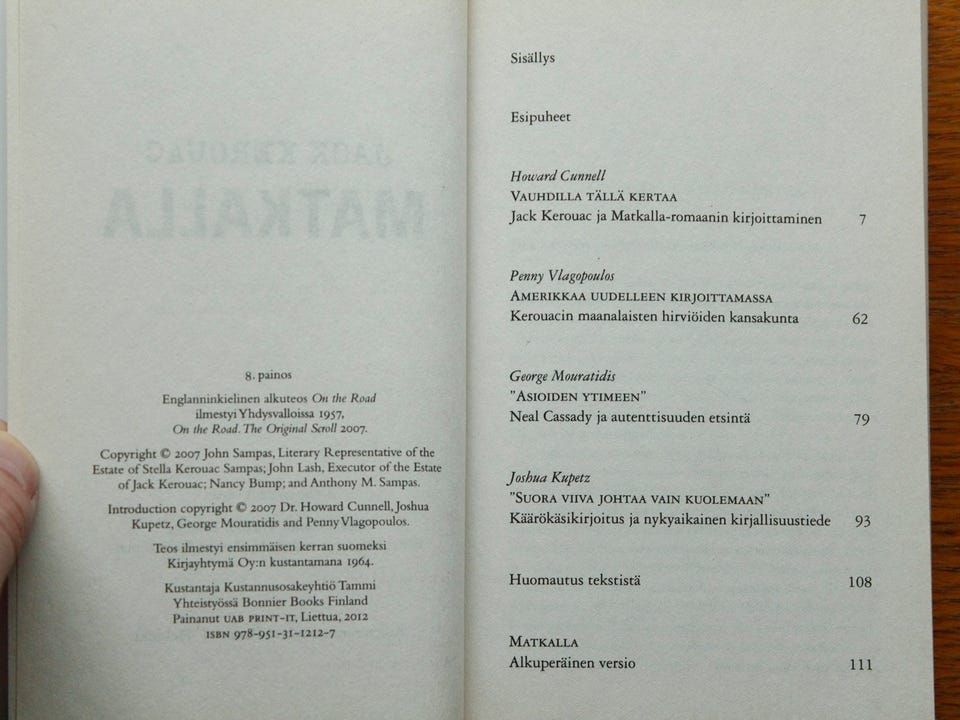 JACK KEROUAC
MATKALLA
8. painos
Englanninkielinen alkuteos On the Road
ilmestyi Yhdysvalloissa 1957,
On the Road. The Original Scroll 2007.
Copyright © 2007 John Sampas, Literary Representative of the
Estate of Stella Kerouac Sampas; John Lash, Executor of the Estate
of Jack Kerouac; Nancy Bump; and Anthony M. Sampas.
Introduction copyright © 2007 Dr. Howard Cunnell, Joshua
Kupetz, George Mouratidis and Penny Vlagopoulos.
Teos ilmestyi ensimmäisen kerran suomeksi
Kirjayhtymä Oy:n kustantamana 1964.
Kustantaja Kustannusosakeyhtiö Tammi
Yhteistyössä Bonnier Books Finland
Painanut UAB PRINT-IT, Liettua, 2012
ISBN 978-951-31-1212-7
Sisällys
Esipuheet
Howard Cunnell
VAUHDILLA TÄLLÄ KERTAA
Jack Kerouac ja Matkalla-romaanin kirjoittaminen 7
Penny Vlagopoulos
AMERIKKAA UUDELLEEN KIRJOITTAMASSA
Kerouacin maanalaisten hirviöiden kansakunta 62
George Mouratidis
"ASIOIDEN YTIMEEN"
Neal Cassady ja autenttisuuden etsintä 79
Joshua Kupetz
"SUORA VIIVA JOHTAA VAIN KUOLEMAAN"
Käärökäsikirjoitus ja nykyaikainen kirjallisuustiede 93
Huomautus tekstistä 108
MATKALLA
Alkuperäinen versio 111